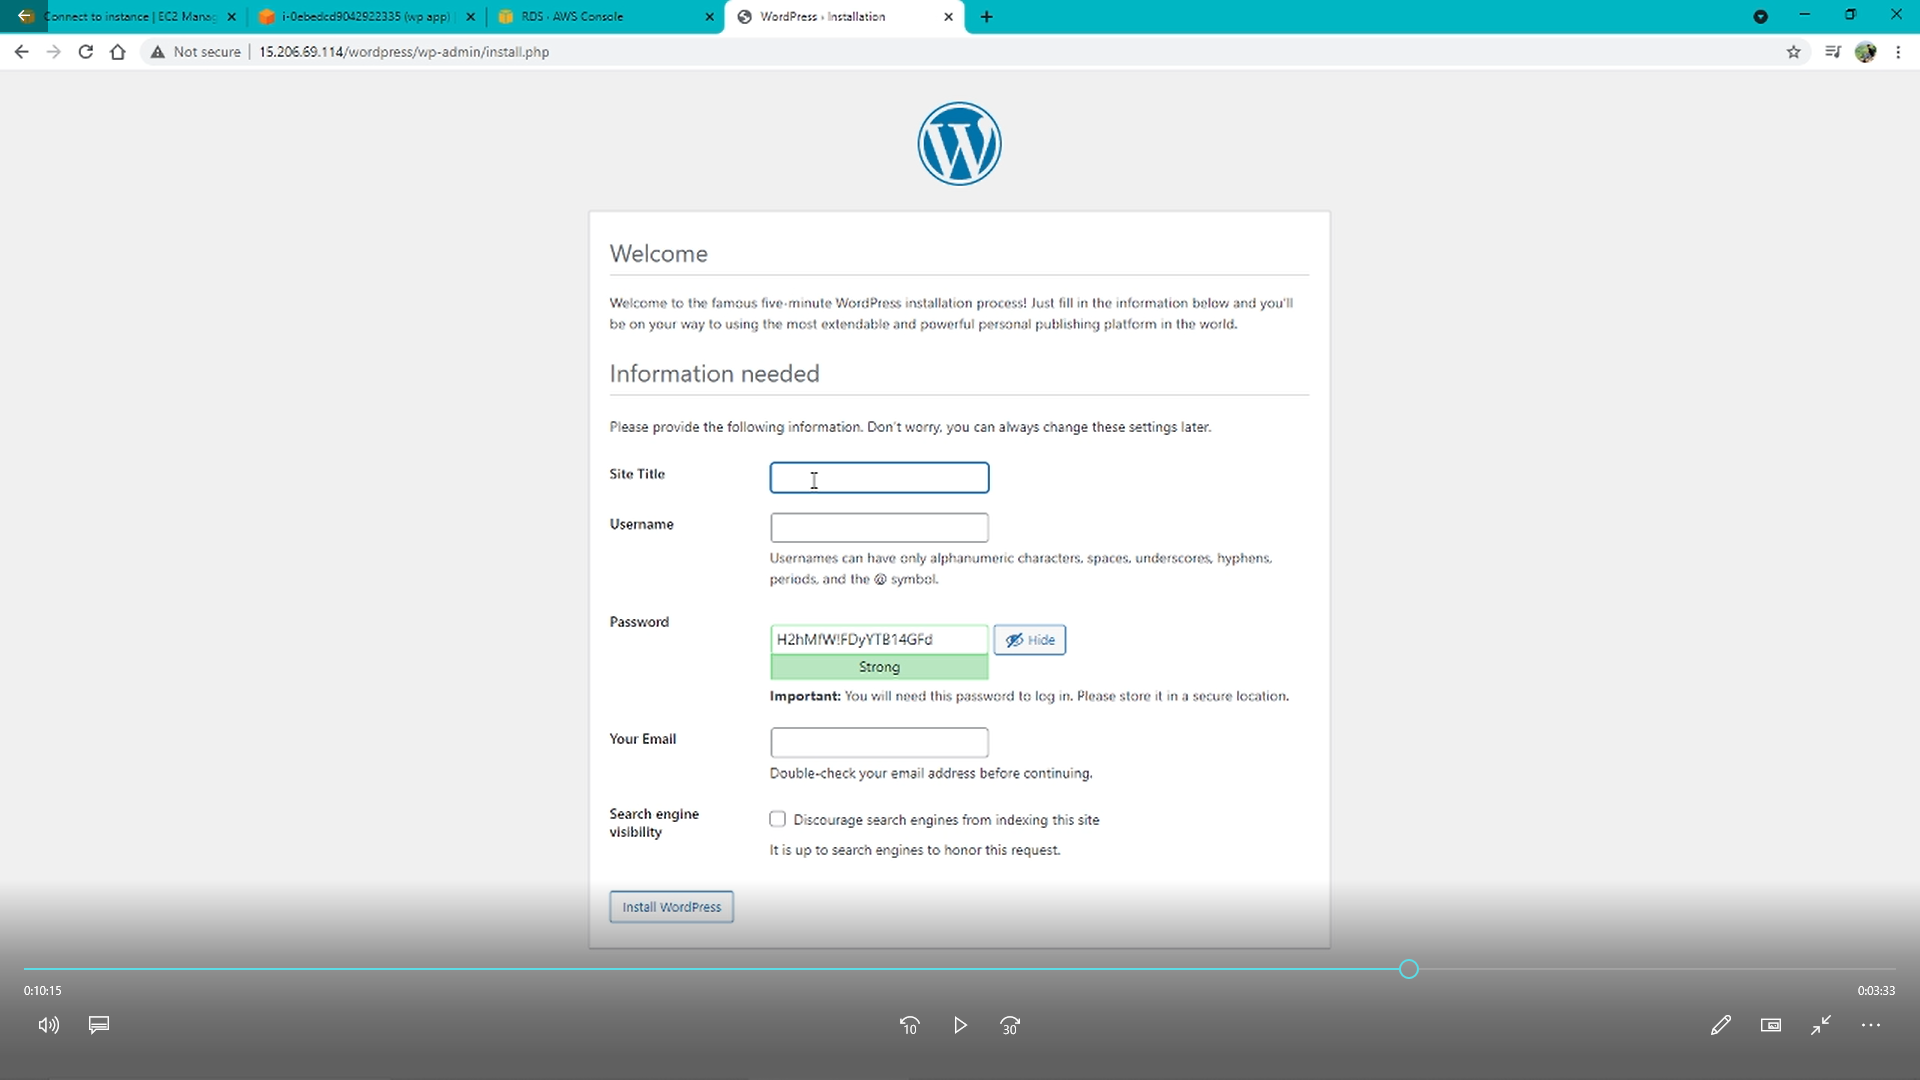 Connect to instance | EC2 Manag
i-0ebedcd9042922335 (wp app)
RDS · AWS Console
WordPress › Installation
Not secure
15.206.69.114/wordpress/wp-admin/install.php
Welcome
Welcome to the famous five-minute WordPress installation process! Just fill in the information below and you'll
be on your way to using the most extendable and powerful personal publishing platform in the world.
Information needed
Please provide the following information. Don't worry, you can always change these settings later.
Site Title
Username
Usernames can have only alphanumeric characters, spaces, underscores, hyphens,
periods, and the @ symbol.
Password
H2hMfW!FDyYTB14GFd
Hide
Strong
Important: You will need this password to log in. Please store it in a secure location.
Your Email
Double-check your email address before continuing.
Search engine
visibility
Discourage search engines from indexing this site
It is up to search engines to honor this request.
Install WordPress
0:10:15
0:03:33
10
30